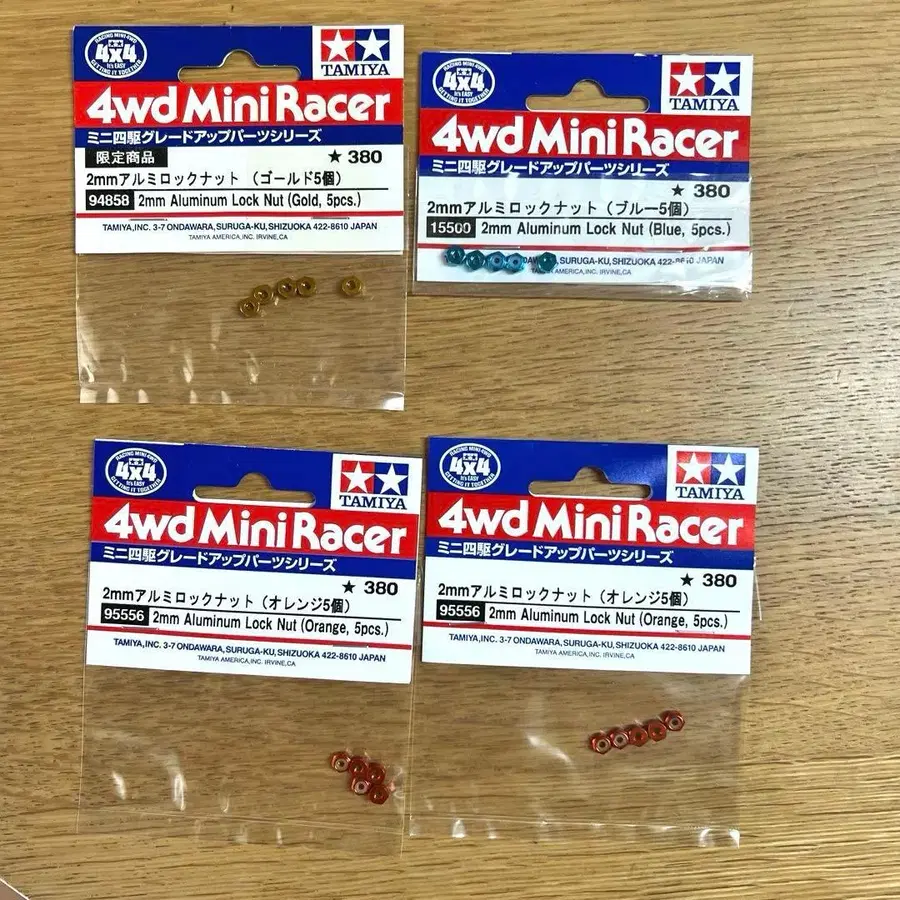 RACING MINI 4WD
4x4
It's EASY
GETTING IT TOGETHER
TAMIYA
4wd Mini Racer
ミニ四駆グレードアップパーツシリーズ
限定商品
★ 380
2mmアルミロックナット (ゴールド5個)
94858 2mm Aluminum Lock Nut (Gold, 5pcs.)
TAMIYA,INC. 3-7 ONDAWARA, SURUGA-KU, SHIZUOKA 422-8610 JAPAN
TAMIYA AMERICA,INC. IRVINE,CA
4x4
TAMIYA
4wd Mini Racer
ミニ四駆グレードアップパーツシリーズ
★ 380
2mmアルミロックナット(ブルー5個)
15500 2mm Aluminum Lock Nut (Blue, 5pcs.)
SURUGA-KU, SHIZUOKA 422-8610 JAPAN
AMERICA,INC. IRVINE,CA
RACING MINI 4WD
4x4
It's EASY
GETTING IT TOGETHER
TAMIYA
4wd Mini Racer
ミニ四駆グレードアップパーツシリーズ
★ 380
2mmアルミロックナット(オレンジ5個)
95556 2mm Aluminum Lock Nut (Orange, 5pcs.)
TAMIYA,INC. 3-7 ONDAWARA, SURUGA-KU, SHIZUOKA 422-8610 JAPAN
TAMIYA AMERICA,INC. IRVINE,CA
RACING MINI 4WD
4x4
It's EASY
GETTING IT TOGETHER
TAMIYA
4wd Mini Racer
ミニ四駆グレードアップパーツシリーズ
★ 380
2mmアルミロックナット(オレンジ5個)
95556 2mm Aluminum Lock Nut (Orange, 5pcs.)
TAMIYA,INC. 3-7 ONDAWARA, SURUGA-KU, SHIZUOKA 422-8610 JAPAN
TAMIYA AMERICA,INC. IRVINE,CA